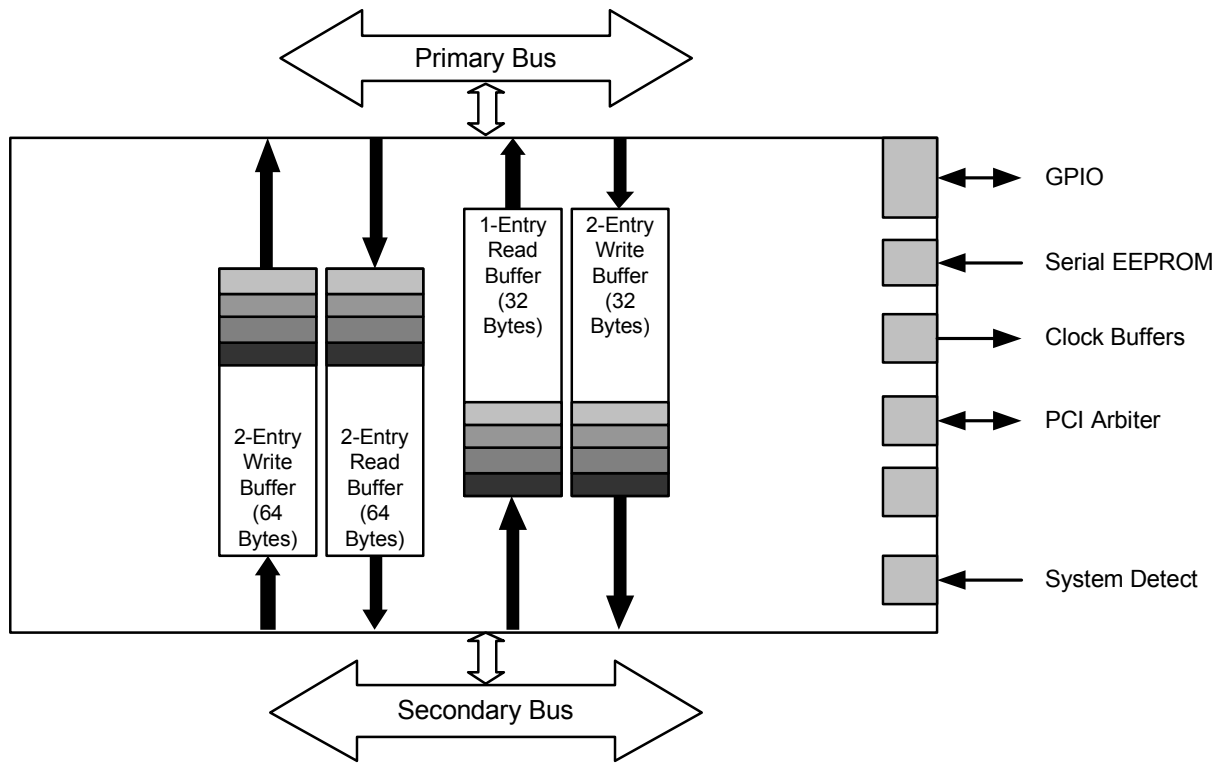 Primary Bus
1-Entry
Read
Buffer
(32
Bytes)
2-Entry
Write
Buffer
(32
Bytes)
2-Entry
Write
Buffer
(64
Bytes)
2-Entry
Read
Buffer
(64
Bytes)
GPIO
Serial EEPROM
Clock Buffers
PCI Arbiter
System Detect
Secondary Bus